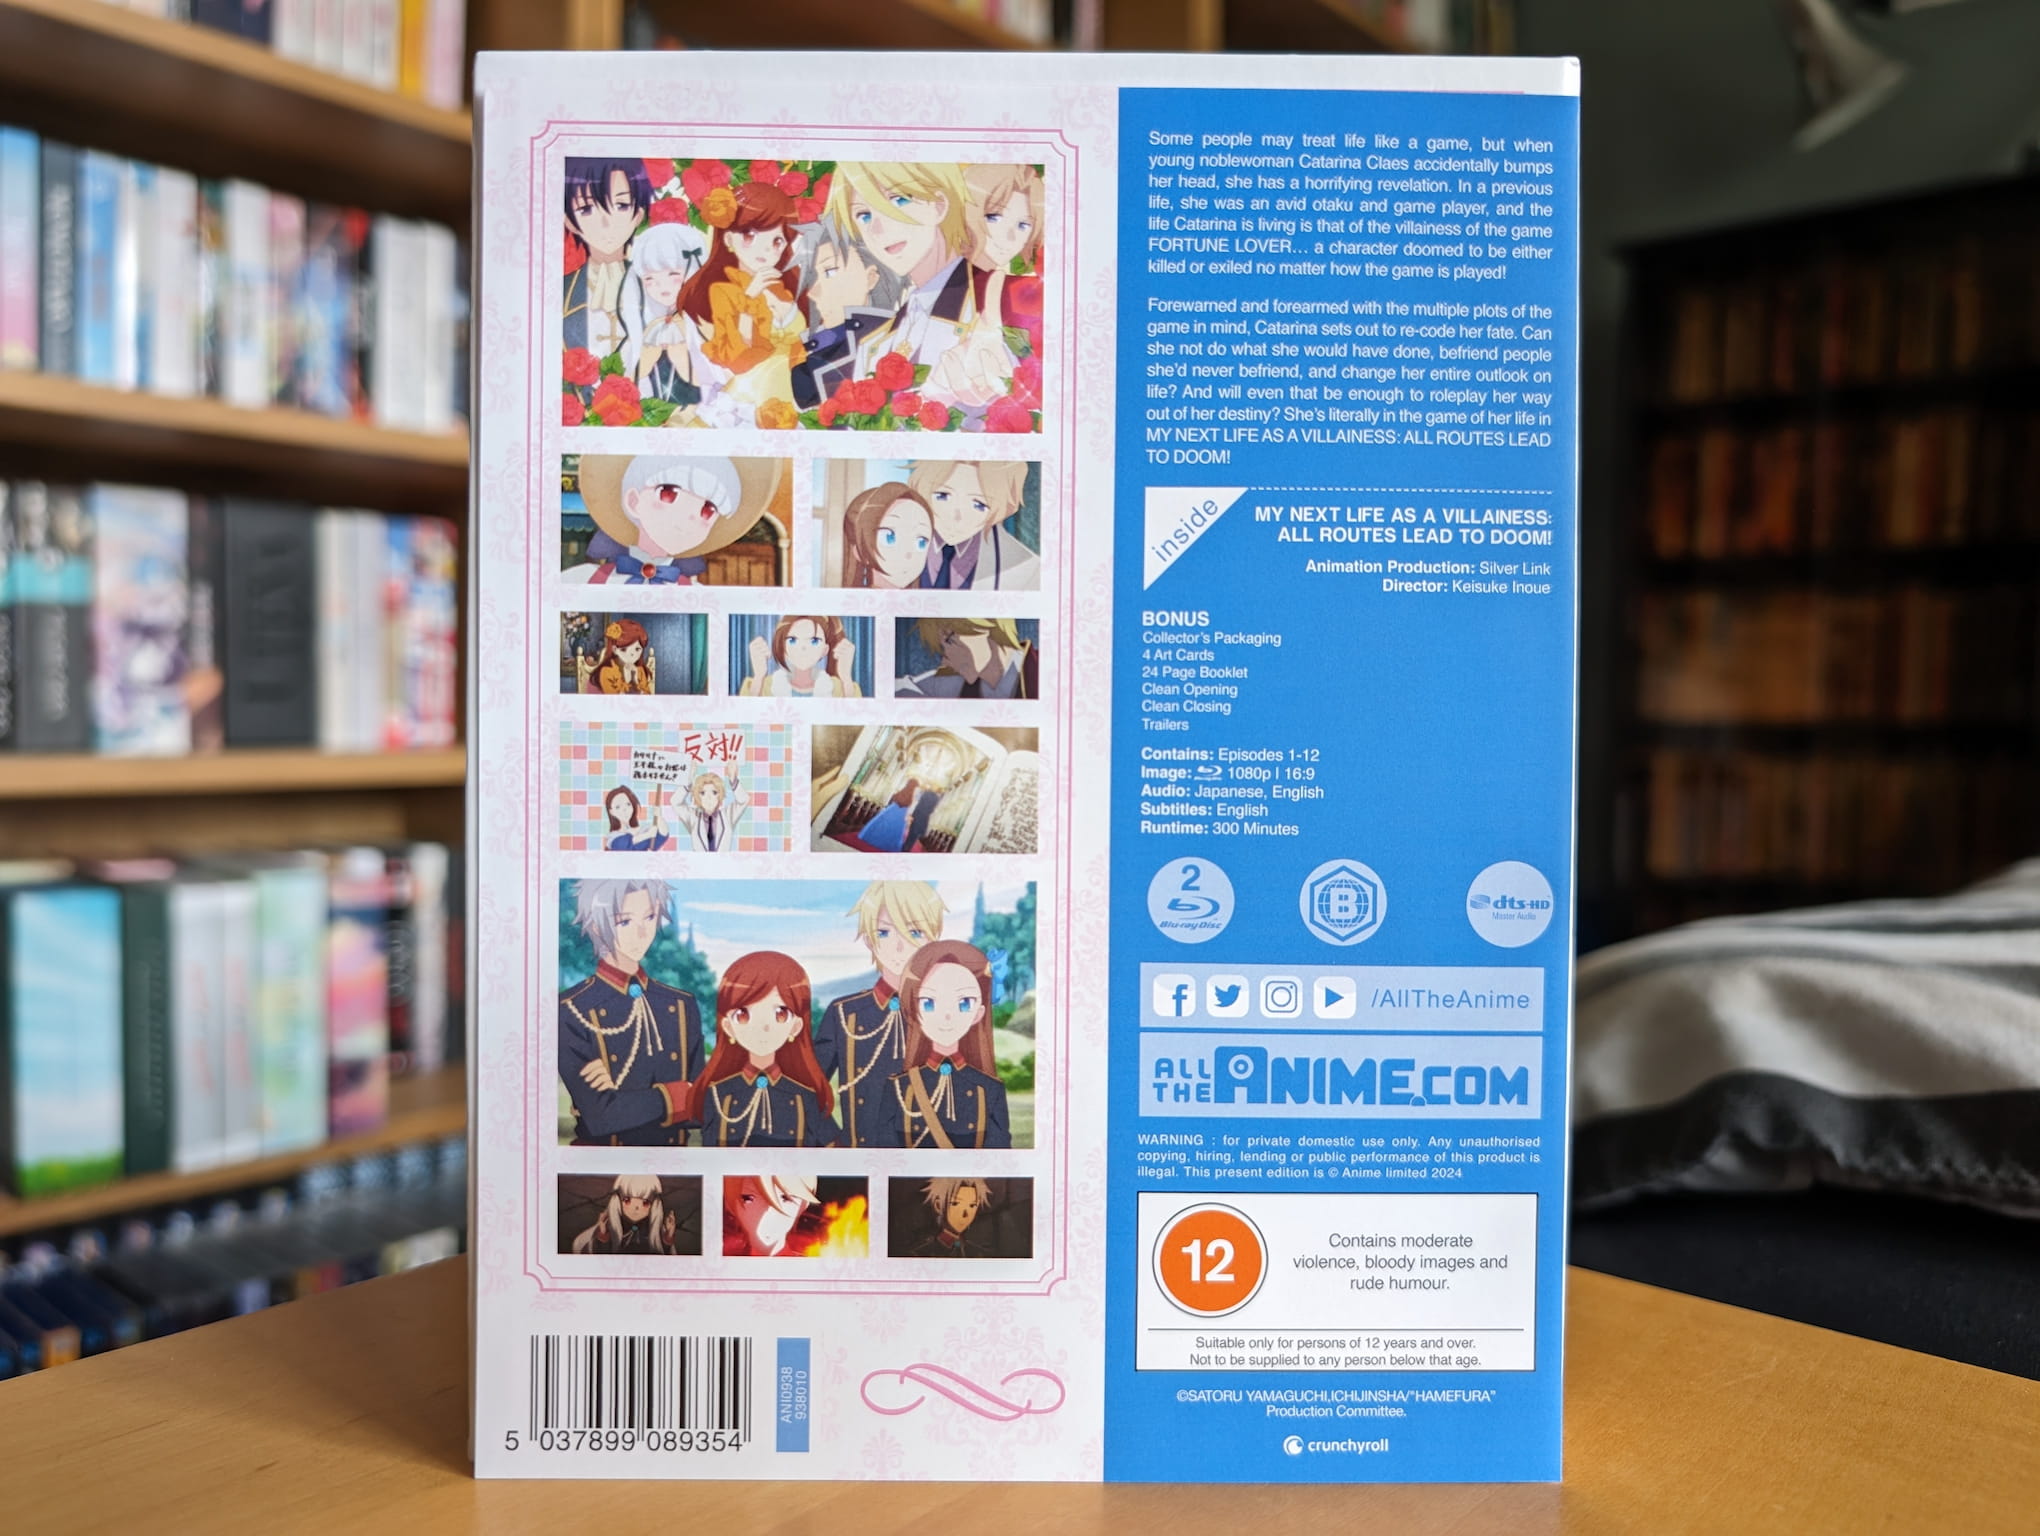 反対!!
Some people may treat life like a game, but when
young noblewoman Catarina Claes accidentally bumps
her head, she has a horrifying revelation. In a previous
life, she was an avid otaku and game player, and the
life Catarina is living is that of the villainess of the game
FORTUNE LOVER... a character doomed to be either
killed or exiled no matter how the game is played!
Forewarned and forearmed with the multiple plots of the
game in mind, Catarina sets out to re-code her fate. Can
she not do what she would have done, befriend people
she'd never befriend, and change her entire outlook on
life? And will even that be enough to roleplay her way
out of her destiny? She's literally in the game of her life in
MY NEXT LIFE AS A VILLAINESS: ALL ROUTES LEAD
TO DOOM!
inside
MY NEXT LIFE AS A VILLAINESS:
ALL ROUTES LEAD TO DOOM!
Animation Production: Silver Link
Director: Keisuke Inoue
BONUS
Collector's Packaging
4 Art Cards
24 Page Booklet
Clean Opening
Clean Closing
Trailers
Contains: Episodes 1-12
Image: 1080p | 16:9
Audio: Japanese, English
Subtitles: English
Runtime: 300 Minutes
2
Blu-ray Disc
B
dts-HD
Master Audio
/AllTheAnime
ALL THE ANIME.COM
WARNING : for private domestic use only. Any unauthorised
copying, hiring, lending or public performance of this product is
illegal. This present edition is © Anime limited 2024
12
Contains moderate
violence, bloody images and
rude humour.
Suitable only for persons of 12 years and over.
Not to be supplied to any person below that age.
©SATORU YAMAGUCHI,ICHIJINSHA/"HAMEFURA"
Production Committee.
crunchyroll
5 037899 089354
ANI0938
938010